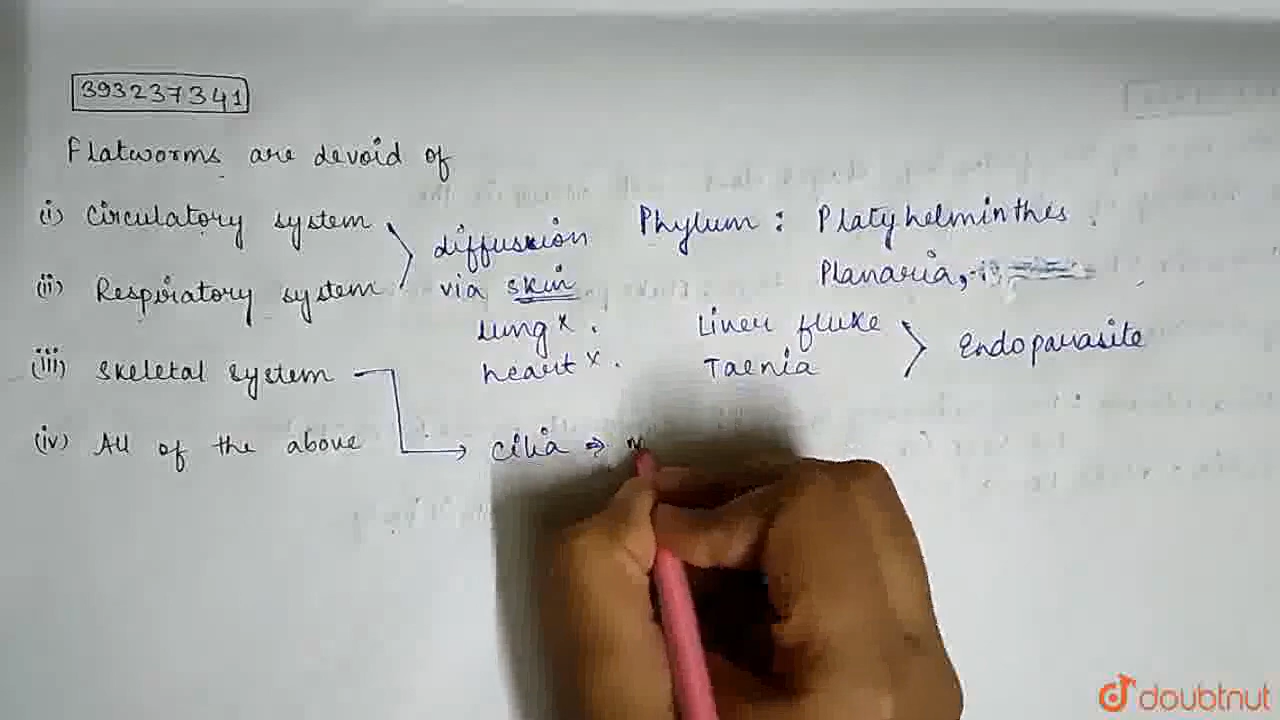 393237341
Flatworms are devoid of
(i) Circulatory system
(ii) Respiratory system
(iii) Skeletal system
(iv) All of the above
diffusion
via skin
lung x .
heart x .
Phylum : Platyhelminthes
Planaria,
Liver fluke
Taenia
Endoparasite
cilia ⇒ m
doubtnut